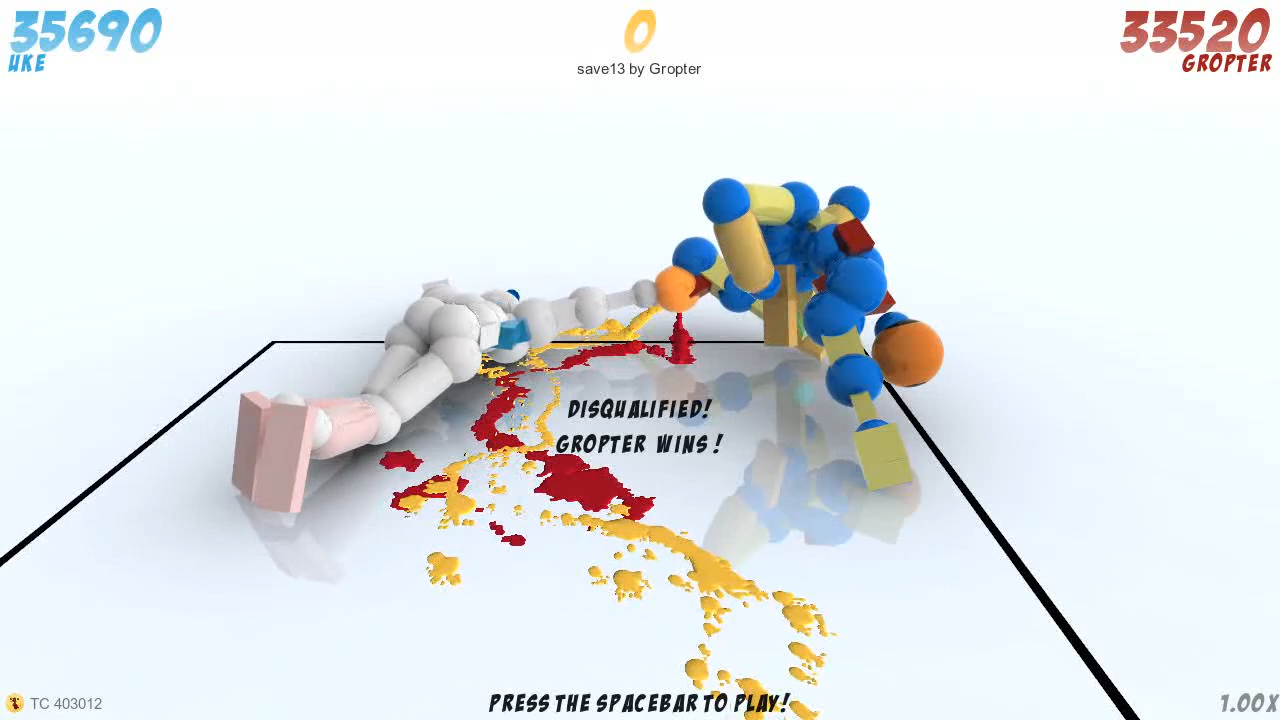 35690
UKE
0
save13 by Gropter
33520
GROPTER
DISQUALIFIED!
GROPTER WINS!
PRESS THE SPACEBAR TO PLAY!
TC 403012
1.00X